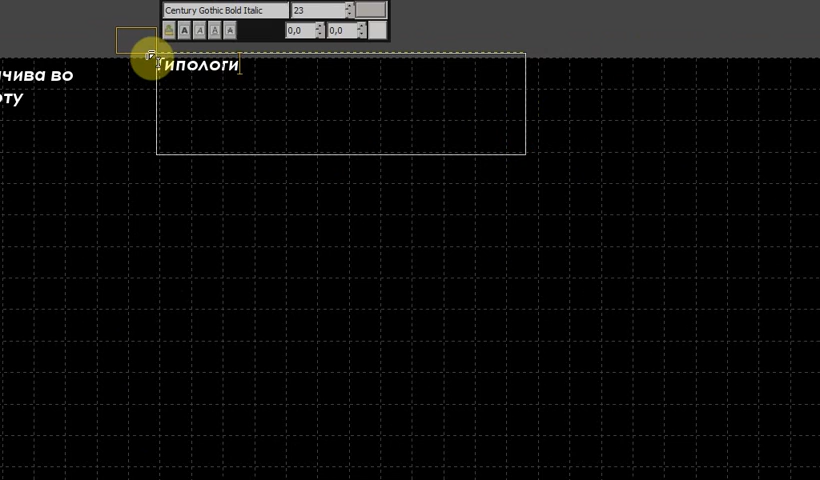 Century Gothic Bold Italic 23
A A A A 0,0 0,0
Типологи
чива во
оту